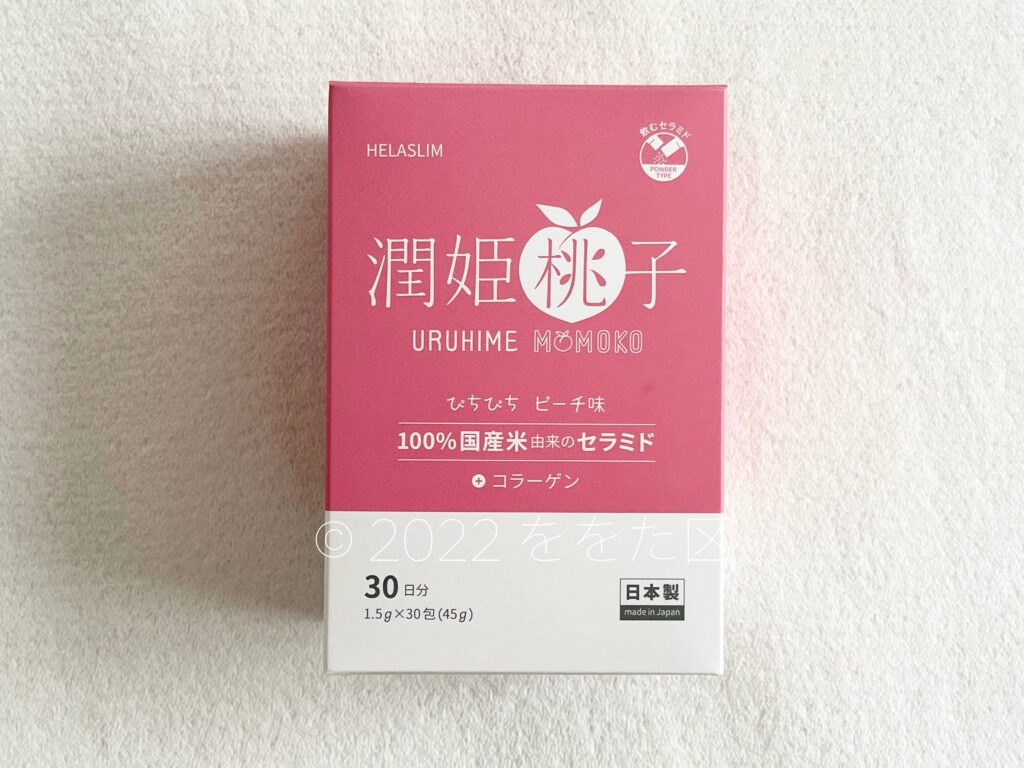 HELASLIM
飲むセラミド
POWDER
TYPE
潤姫桃子
URUHIME MOMOKO
ぴちぴち ピーチ味
100%国産米由来のセラミド
+コラーゲン
© 2022 ををた区
30日分
1.5g×30包(45g)
日本製
made in Japan